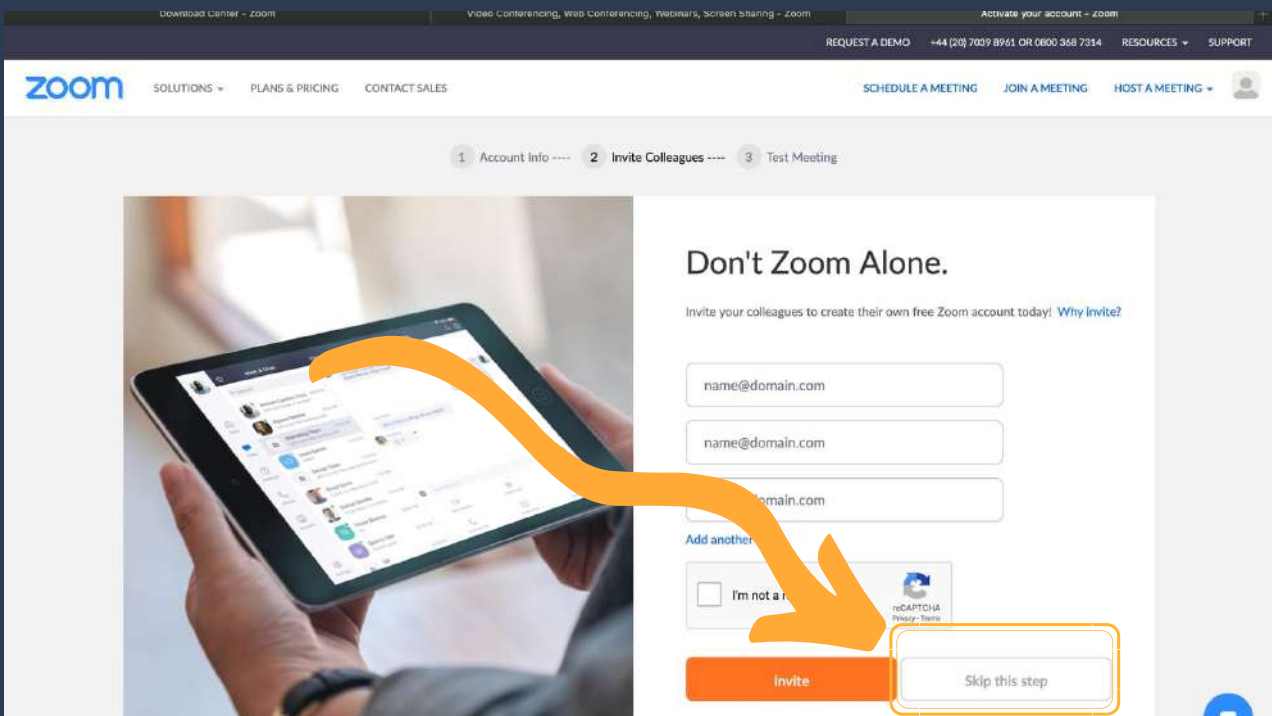 Download Center – Zoom
Video Conferencing, Web Conferencing, Webinars, Screen Sharing – Zoom
Activate your account – Zoom
REQUEST A DEMO
+44 (20) 7039 8961 OR 0800 368 7314
RESOURCES
SUPPORT
zoom
SOLUTIONS
PLANS & PRICING
CONTACT SALES
SCHEDULE A MEETING
JOIN A MEETING
HOST A MEETING
1 Account Info ---- 2 Invite Colleagues ---- 3 Test Meeting
Don't Zoom Alone.
Invite your colleagues to create their own free Zoom account today! Why invite?
name@domain.com
name@domain.com
domain.com
Add another
I'm not a
reCAPTCHA
Privacy - Terms
Invite
Skip this step